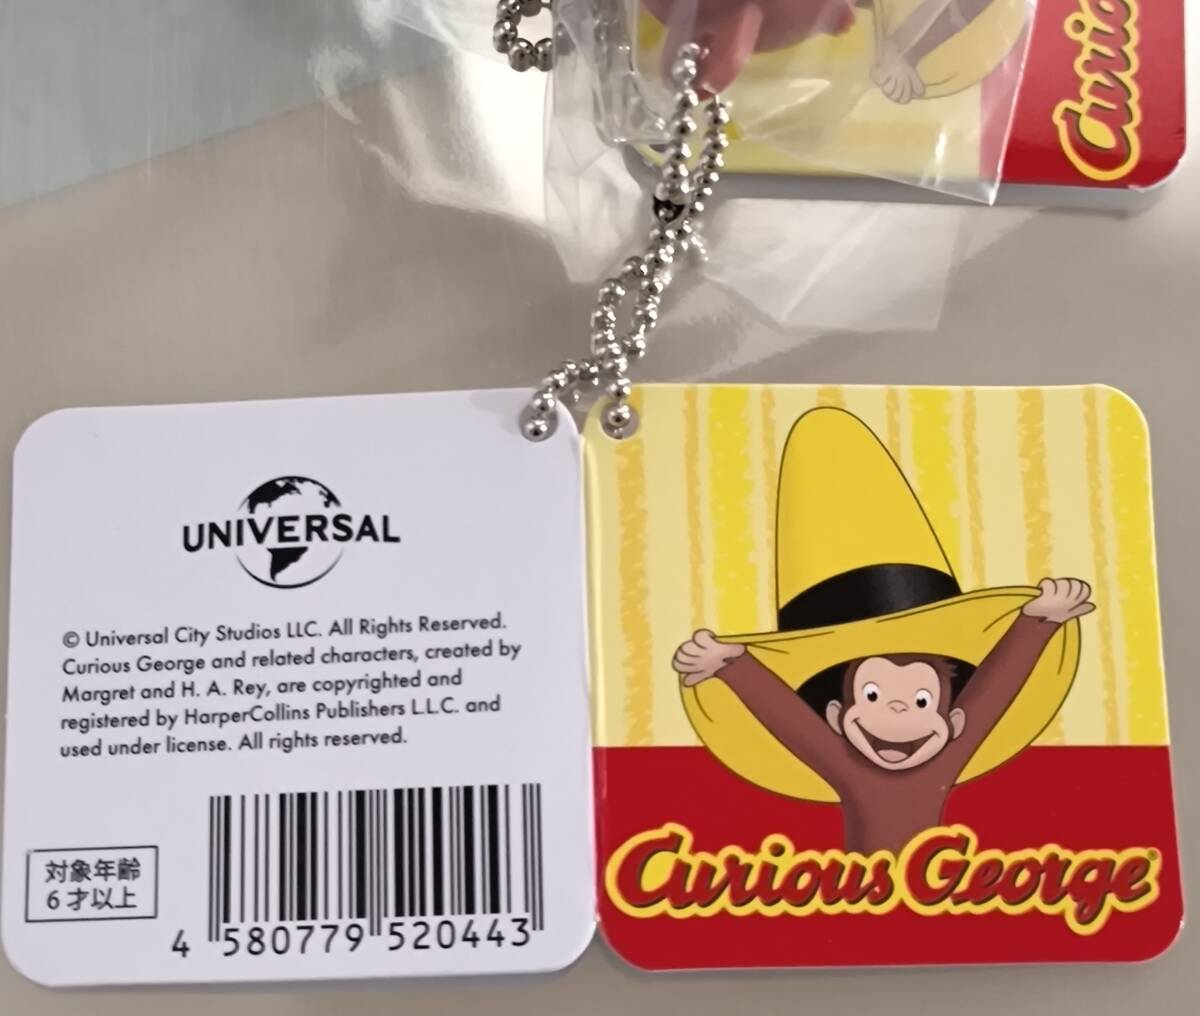 Curio
UNIVERSAL
© Universal City Studios LLC. All Rights Reserved.
Curious George and related characters, created by
Margret and H. A. Rey, are copyrighted and
registered by HarperCollins Publishers L.L.C. and
used under license. All rights reserved.
対象年齢
6才以上
4 580779 520443
Curious George®